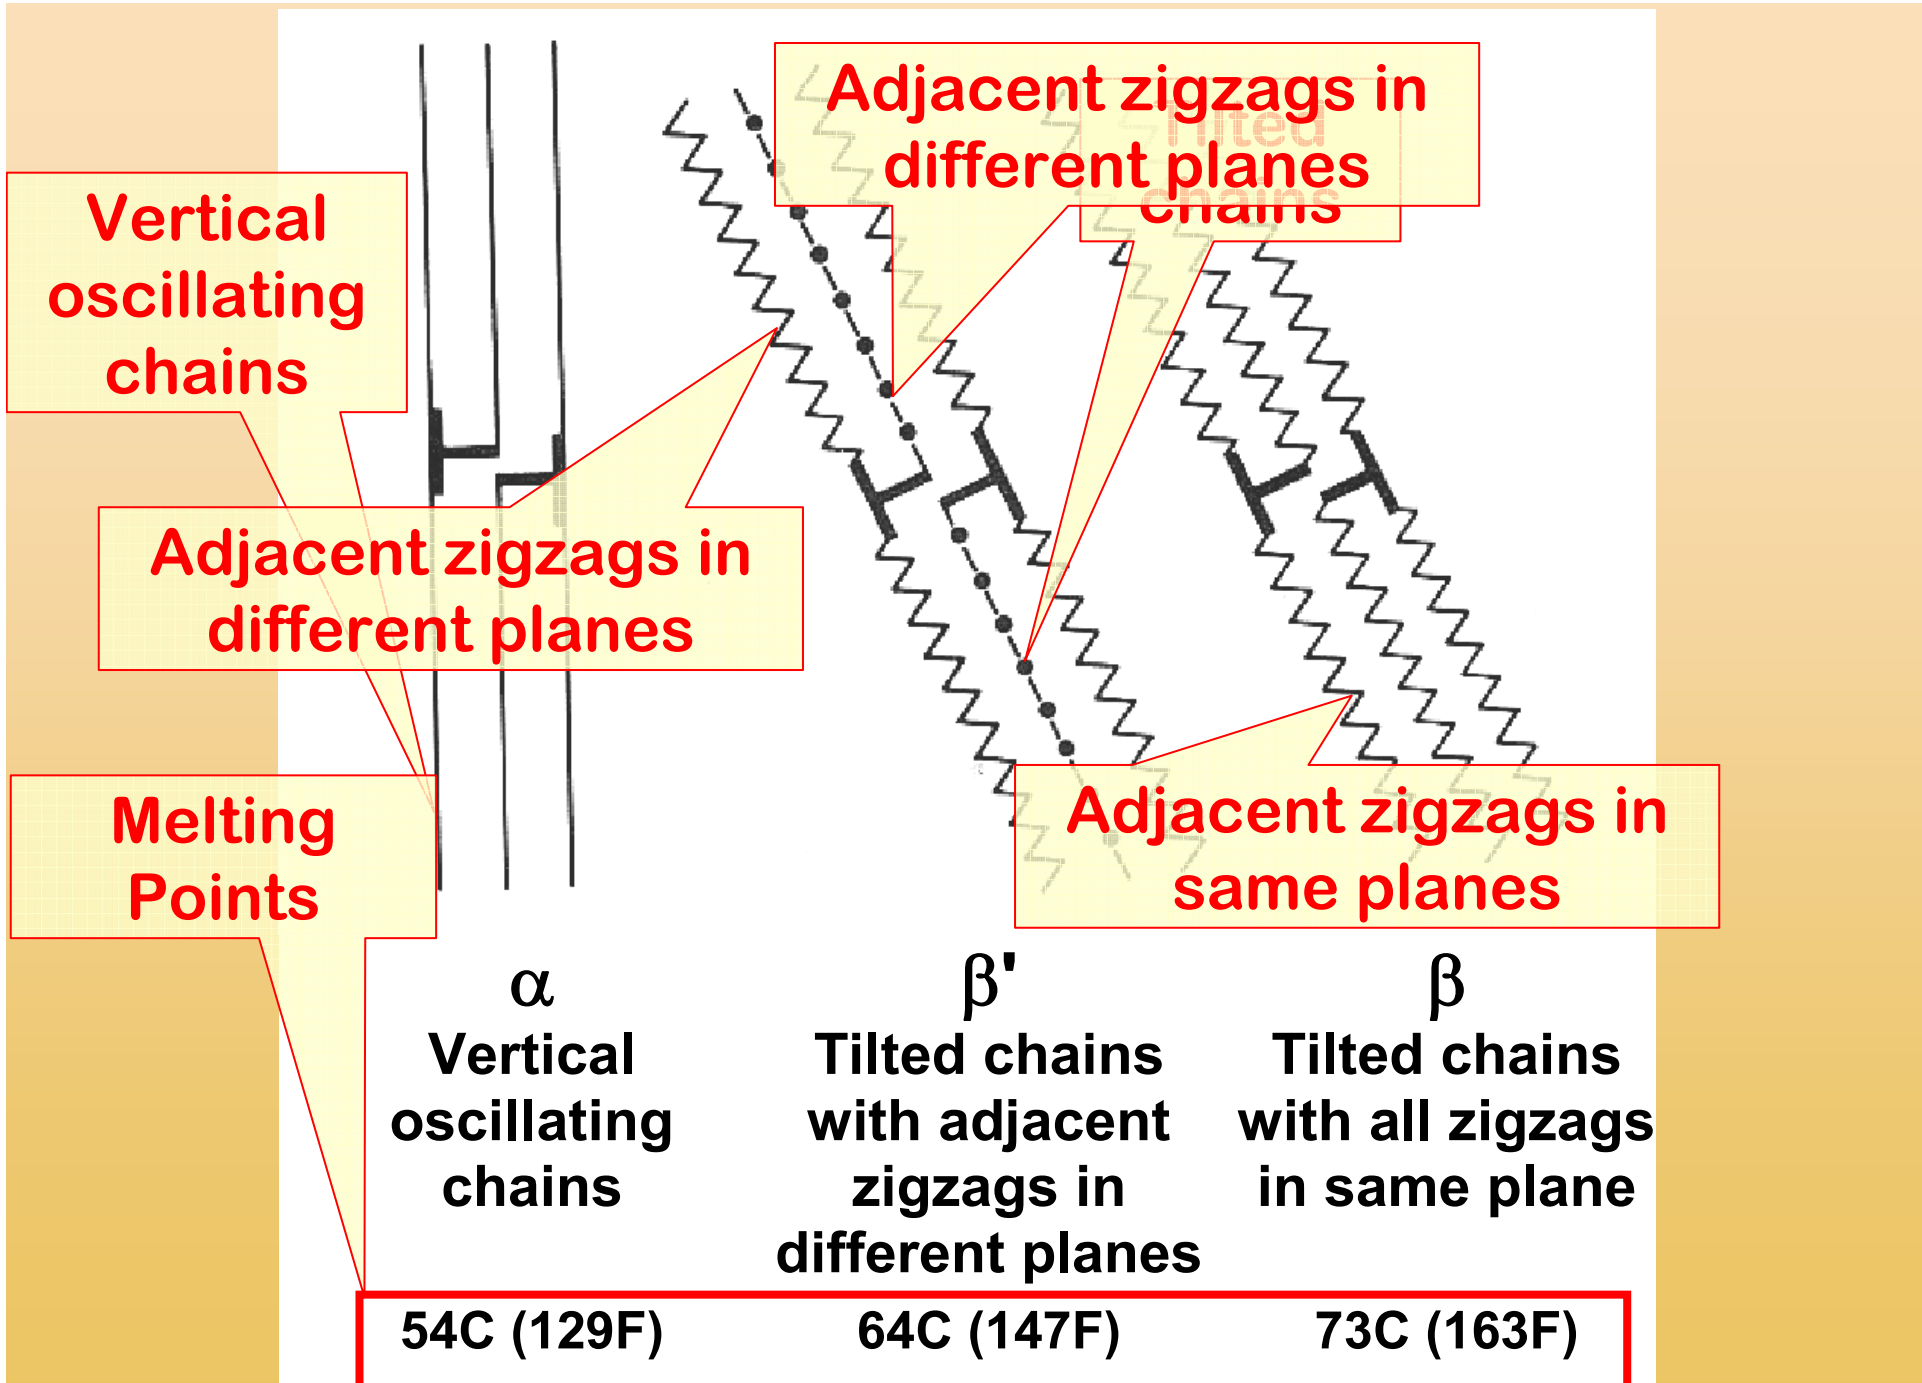 Adjacent zigzags in
different planes
Tilted
chains
Vertical
oscillating
chains
Adjacent zigzags in
different planes
Melting
Points
Adjacent zigzags in
same planes
α
Vertical
oscillating
chains
β'
Tilted chains
with adjacent
zigzags in
different planes
β
Tilted chains
with all zigzags
in same plane
54C (129F)
64C (147F)
73C (163F)